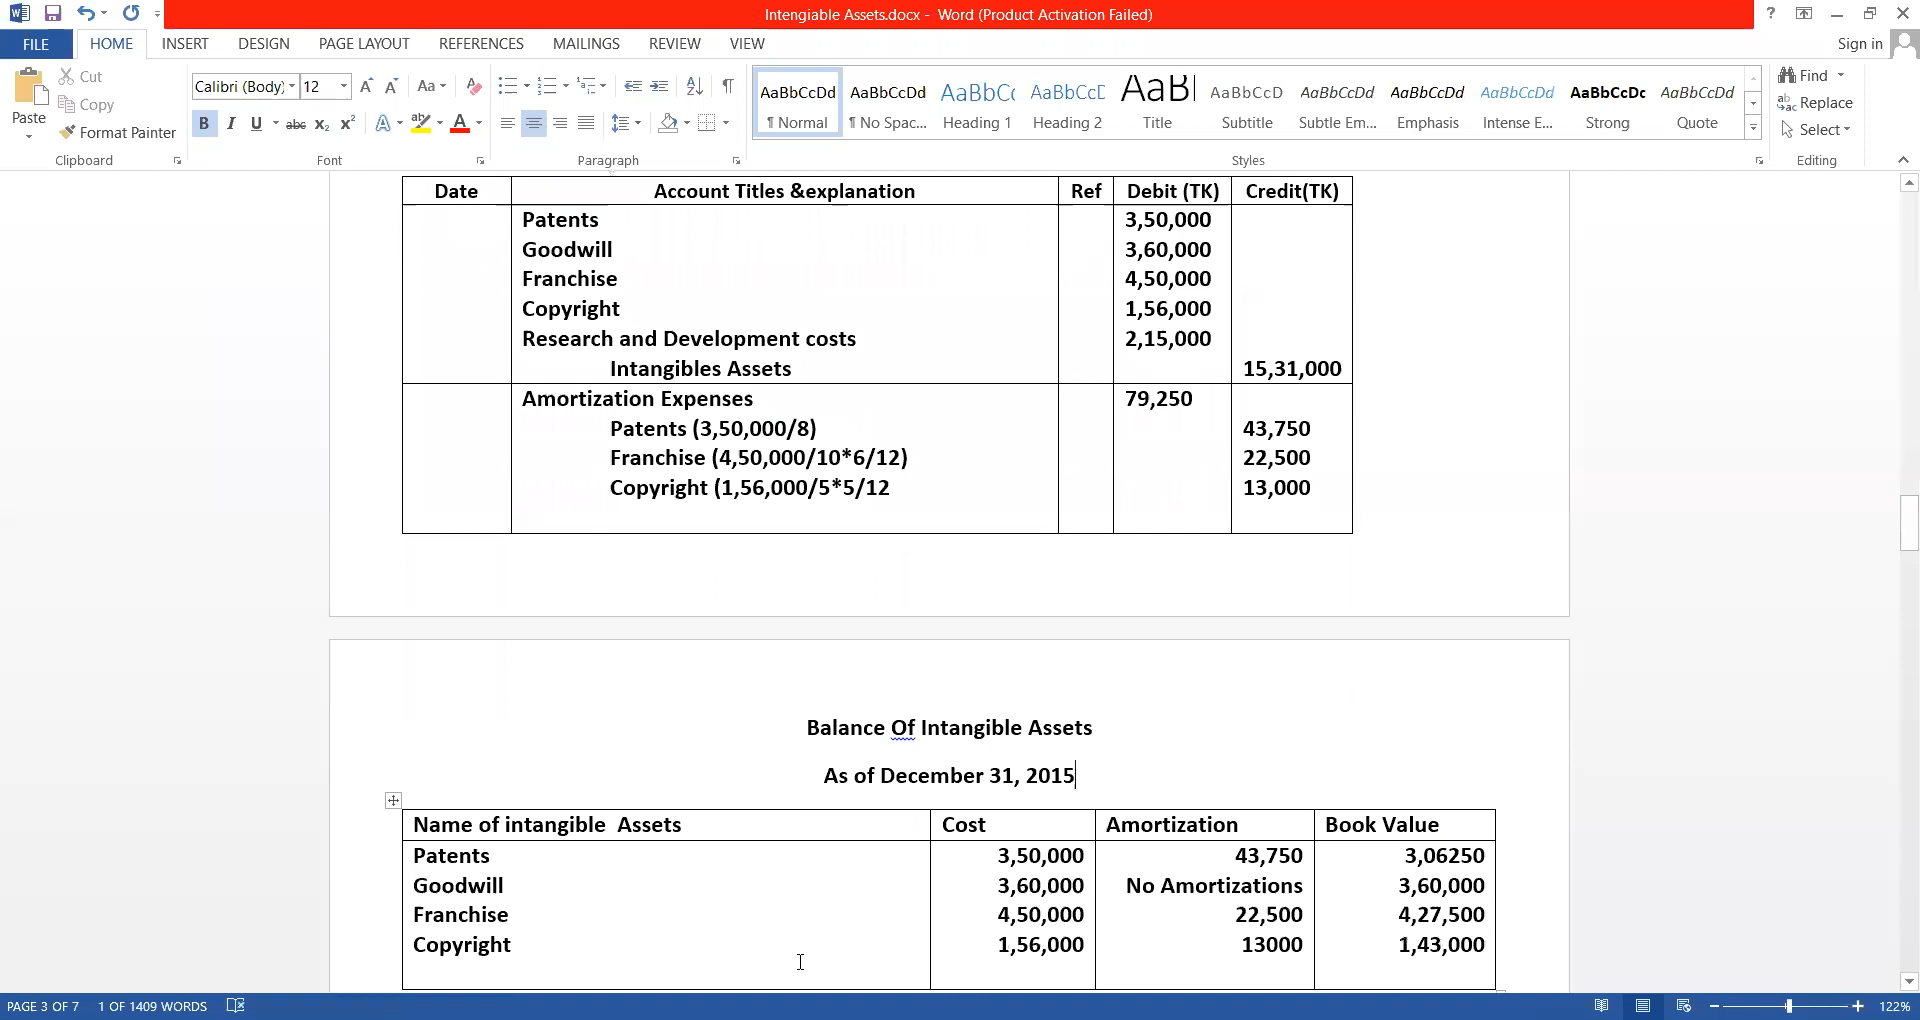 Intengiable Assets.docx - Word (Product Activation Failed)
?
FILE HOME INSERT DESIGN PAGE LAYOUT REFERENCES MAILINGS REVIEW VIEW Sign in
Paste
Cut
Copy
Format Painter
Clipboard
Calibri (Body) 12
Font
Paragraph
AaBbCcDd AaBbCcDd AaBbCc AaBbCcE AaBl AaBbCcD AaBbCcDd AaBbCcDd AaBbCcDd AaBbCcDc AaBbCcDd
¶ Normal ¶ No Spac... Heading 1 Heading 2 Title Subtitle Subtle Em... Emphasis Intense E... Strong Quote
Styles
Find
Replace
Select
Editing
Date Account Titles &explanation Ref Debit (TK) Credit(TK)
Patents 3,50,000
Goodwill 3,60,000
Franchise 4,50,000
Copyright 1,56,000
Research and Development costs 2,15,000
Intangibles Assets 15,31,000
Amortization Expenses 79,250
Patents (3,50,000/8) 43,750
Franchise (4,50,000/10*6/12) 22,500
Copyright (1,56,000/5*5/12 13,000
Balance Of Intangible Assets
As of December 31, 2015
Name of intangible Assets Cost Amortization Book Value
Patents 3,50,000 43,750 3,06250
Goodwill 3,60,000 No Amortizations 3,60,000
Franchise 4,50,000 22,500 4,27,500
Copyright 1,56,000 13000 1,43,000
PAGE 3 OF 7 1 OF 1409 WORDS 122%